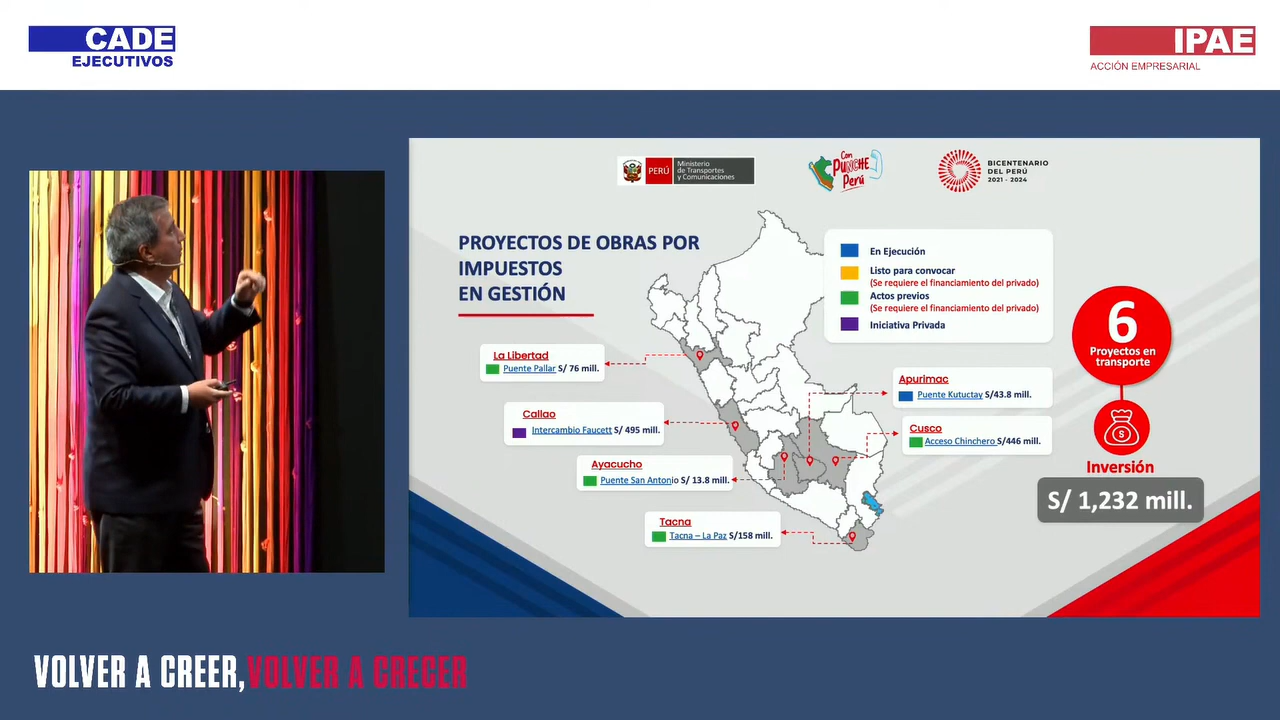 CADE
EJECUTIVOS
IPAE
ACCIÓN EMPRESARIAL
PERÚ
Ministerio
de Transportes
y Comunicaciones
Con
PUNCHE
Perú
BICENTENARIO
DEL PERÚ
2021 - 2024
PROYECTOS DE OBRAS POR
IMPUESTOS
EN GESTIÓN
En Ejecución
Listo para convocar
(Se requiere el financiamiento del privado)
Actos previos
(Se requiere el financiamiento del privado)
Iniciativa Privada
6
Proyectos en
transporte
Inversión
S/ 1,232 mill.
La Libertad
Puente Pallar S/ 76 mill.
Callao
Intercambio Faucett S/ 495 mill.
Ayacucho
Puente San Antonio S/ 13.8 mill.
Tacna
Tacna – La Paz S/158 mill.
Apurimac
Puente Kutuctay S/43.8 mill.
Cusco
Acceso Chinchero S/446 mill.
VOLVER A CREER, VOLVER A CRECER